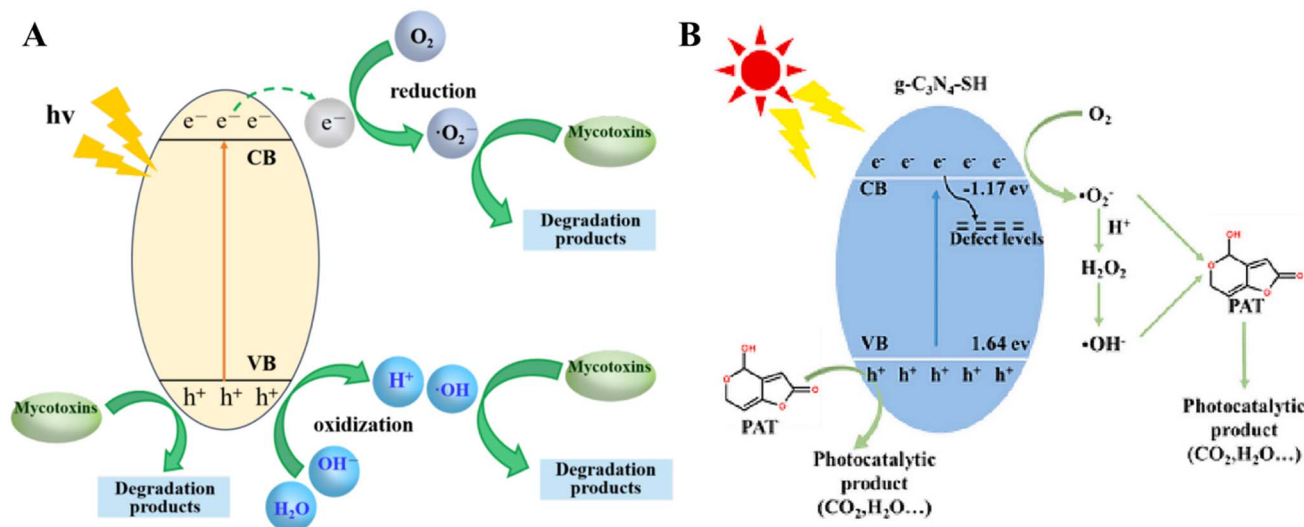 A
hv
e⁻ e⁻ e⁻
CB
e⁻
O₂
reduction
·O₂⁻
Mycotoxins
Degradation
products
VB
h⁺ h⁺ h⁺
Mycotoxins
Degradation
products
oxidization
H₂O
OH⁻
H⁺
·OH
Mycotoxins
Degradation
products
B
g-C₃N₄-SH
e⁻ e⁻ e⁻ e⁻ e⁻
CB
-1.17 ev
Defect levels
VB
1.64 ev
h⁺ h⁺ h⁺ h⁺ h⁺
OH
O
O
O
PAT
Photocatalytic
product
(CO₂,H₂O...)
O₂
•O₂⁻
H⁺
H₂O₂
•OH⁻
OH
O
O
O
PAT
Photocatalytic
product
(CO₂,H₂O...)